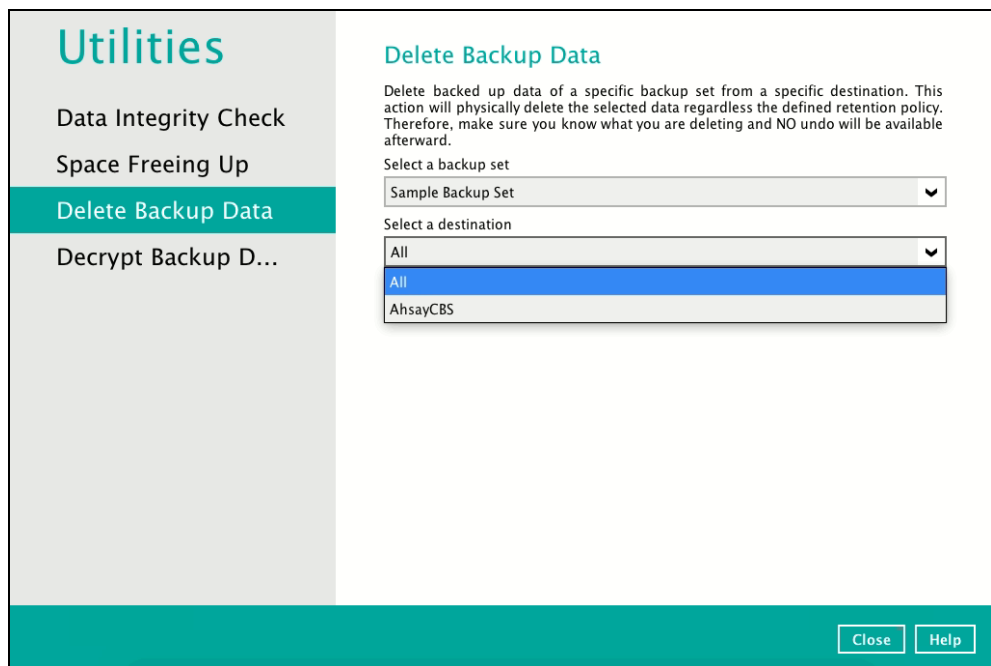 Utilities
Data Integrity Check
Space Freeing Up
Delete Backup Data
Decrypt Backup D...
Delete Backup Data
Delete backed up data of a specific backup set from a specific destination. This
action will physically delete the selected data regardless the defined retention policy.
Therefore, make sure you know what you are deleting and NO undo will be available
afterward.
Select a backup set
Sample Backup Set
Select a destination
All
All
AhsayCBS
Close
Help